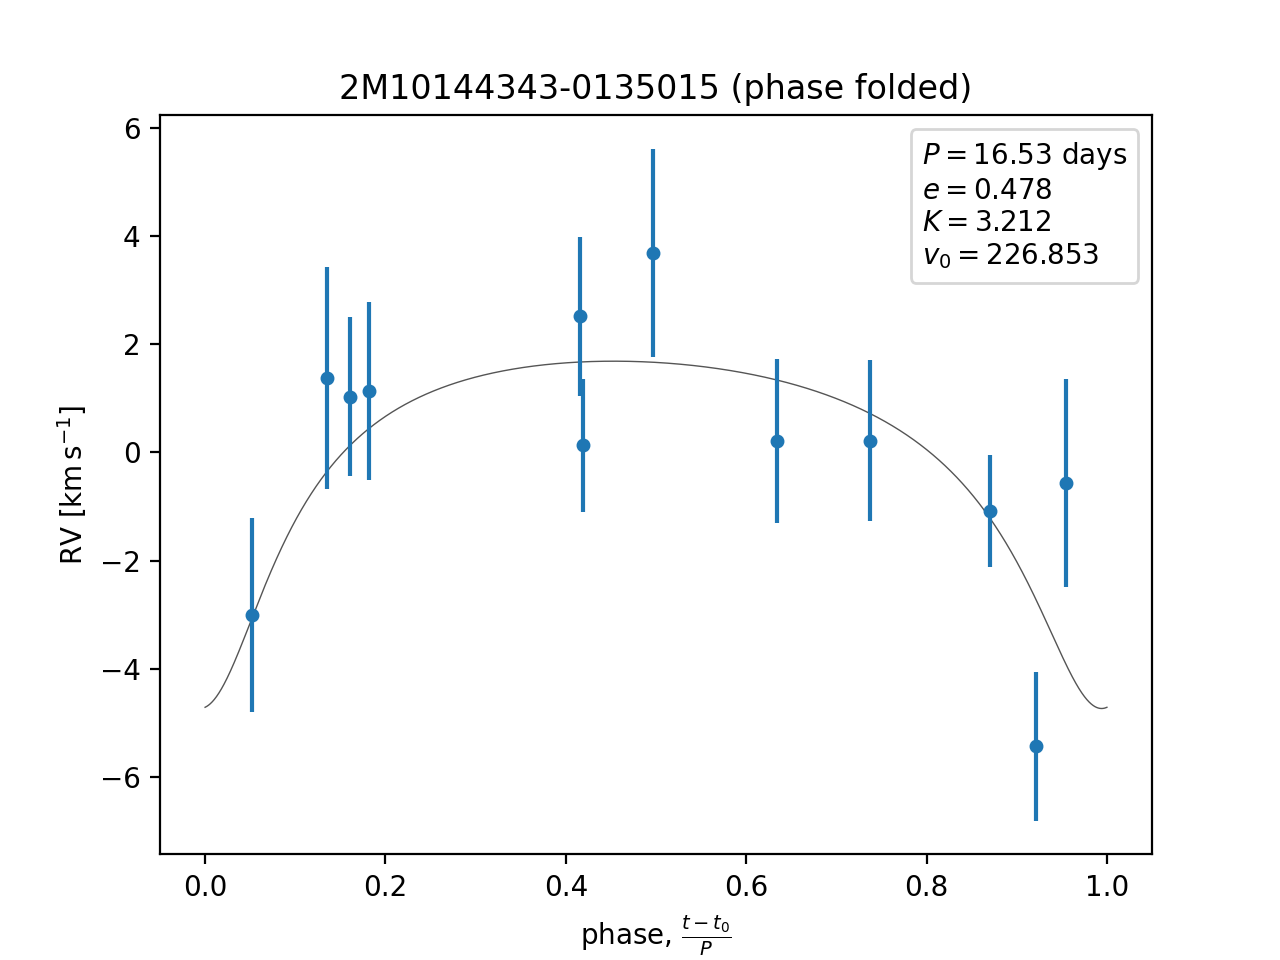 2M10144343-0135015 (phase folded)
P = 16.53 days
e = 0.478
K = 3.212
v₀ = 226.853
RV [km s⁻¹]
6
4
2
0
−2
−4
−6
0.0 0.2 0.4 0.6 0.8 1.0
phase, (t − t₀)/P